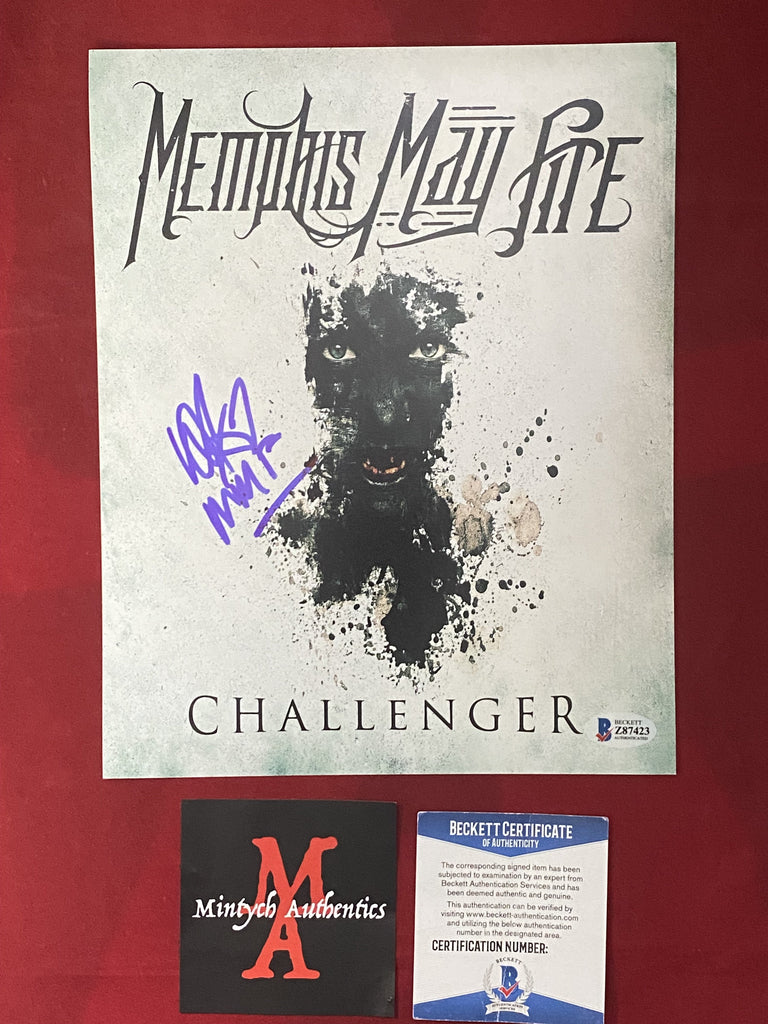 MEMPHIS MAY FIRE
CHALLENGER
BECKETT
Z87423
AUTHENTICATED
M
Mintych Authentics
A
BECKETT CERTIFICATE
OF AUTHENTICITY
The corresponding signed item has been
subjected to examination by an expert from
Beckett Authentication Services and has
been deemed authentic and genuine.
This authentication can be verified by
visiting www.beckett-authentication.com
and utilizing the below authentication
number in the designated area.
CERTIFICATION NUMBER:
BECKETT
B